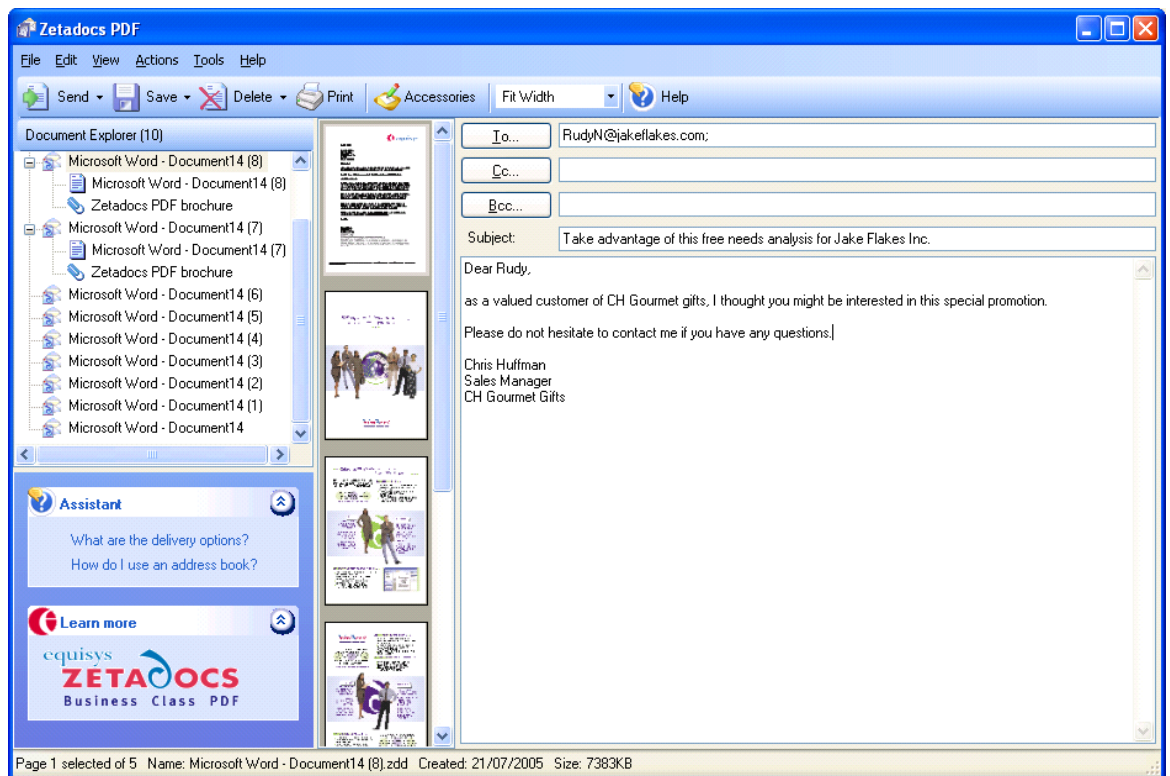 Zetadocs PDF
File Edit View Actions Tools Help
Send Save Delete Print Accessories Fit Width Help
Document Explorer (10)
Microsoft Word - Document14 (8)
Microsoft Word - Document14 (8)
Zetadocs PDF brochure
Microsoft Word - Document14 (7)
Microsoft Word - Document14 (7)
Zetadocs PDF brochure
Microsoft Word - Document14 (6)
Microsoft Word - Document14 (5)
Microsoft Word - Document14 (4)
Microsoft Word - Document14 (3)
Microsoft Word - Document14 (2)
Microsoft Word - Document14 (1)
Microsoft Word - Document14
Assistant
What are the delivery options?
How do I use an address book?
Learn more
equisys
ZETADOCS
Business Class PDF
To... RudyN@jakeflakes.com;
Cc...
Bcc...
Subject: Take advantage of this free needs analysis for Jake Flakes Inc.
Dear Rudy,
as a valued customer of CH Gourmet gifts, I thought you might be interested in this special promotion.
Please do not hesitate to contact me if you have any questions.
Chris Huffman
Sales Manager
CH Gourmet Gifts
Page 1 selected of 5 Name: Microsoft Word - Document14 (8).zdd Created: 21/07/2005 Size: 7383KB